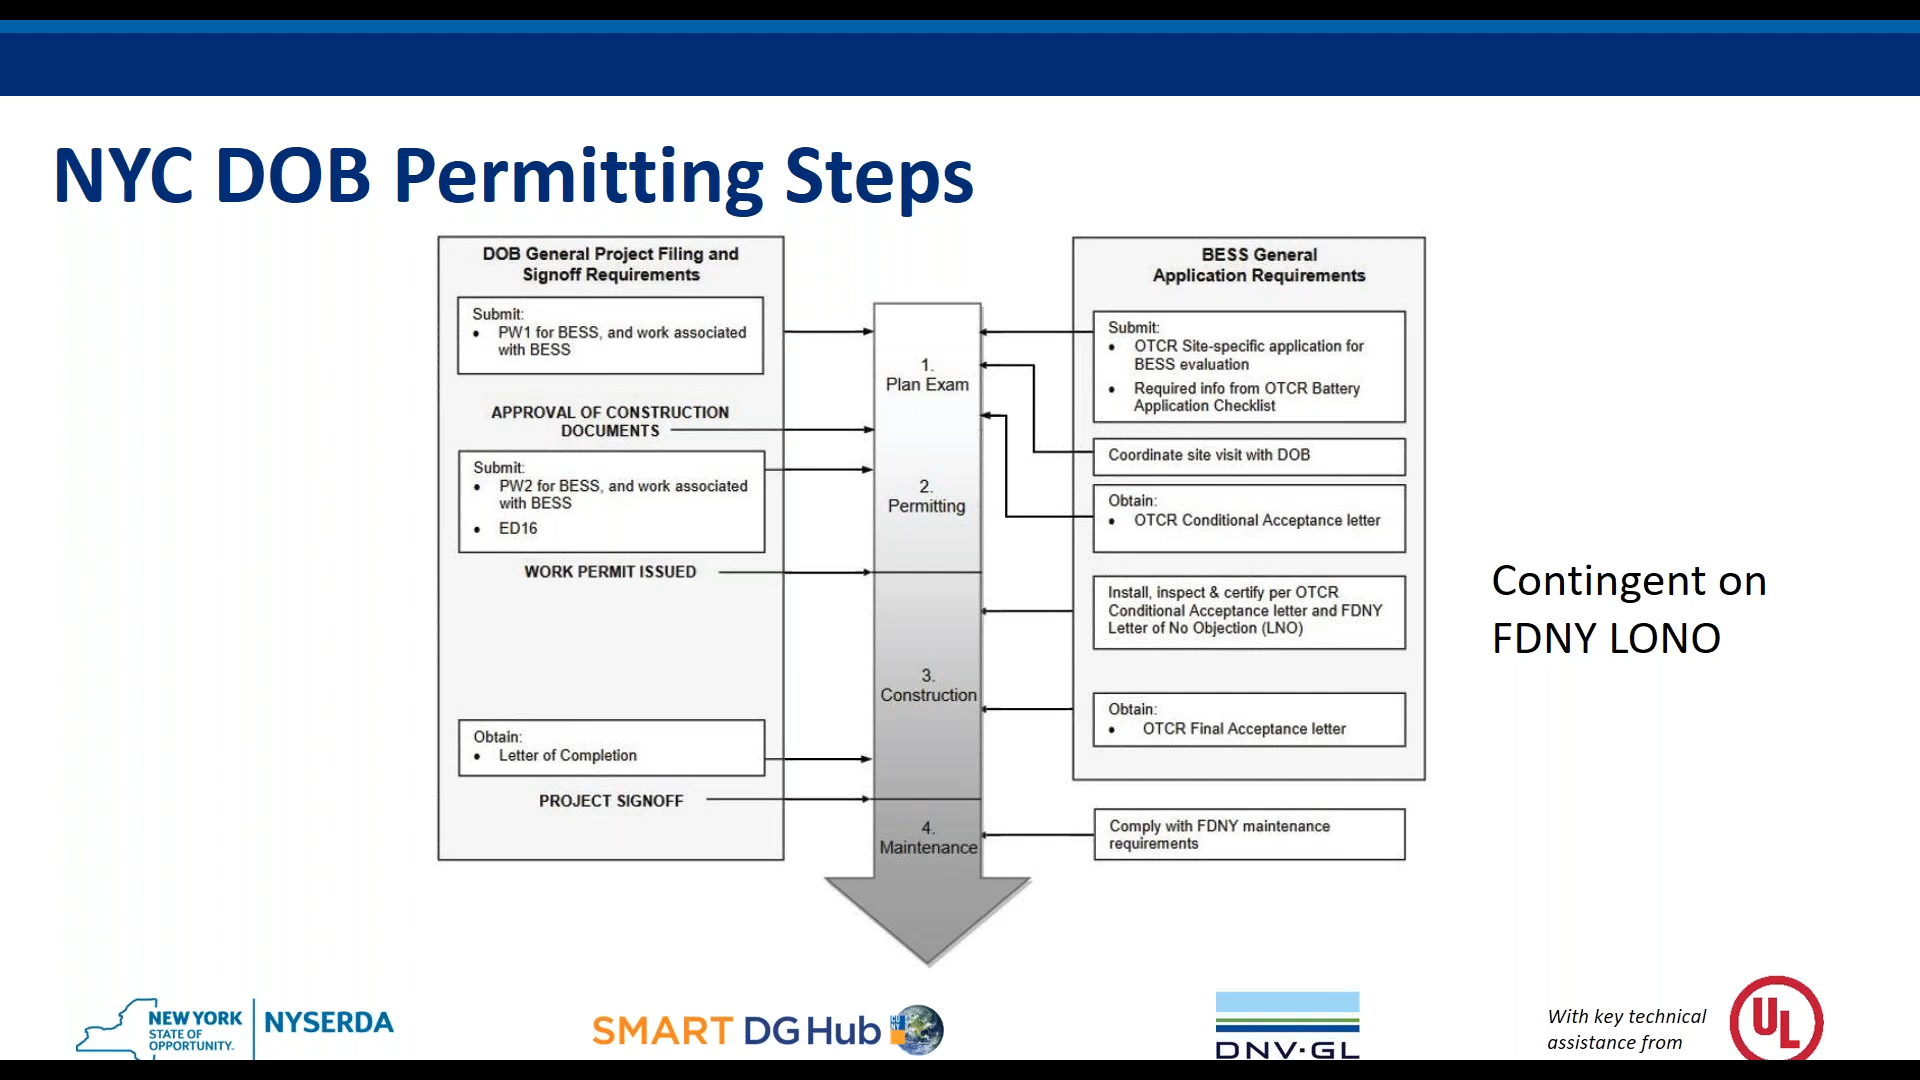 NYC DOB Permitting Steps
DOB General Project Filing and
Signoff Requirements
Submit:
• PW1 for BESS, and work associated
with BESS
APPROVAL OF CONSTRUCTION
DOCUMENTS
Submit:
• PW2 for BESS, and work associated
with BESS
• ED16
WORK PERMIT ISSUED
Obtain:
• Letter of Completion
PROJECT SIGNOFF
1.
Plan Exam
2.
Permitting
3.
Construction
4.
Maintenance
BESS General
Application Requirements
Submit:
• OTCR Site-specific application for
BESS evaluation
• Required info from OTCR Battery
Application Checklist
Coordinate site visit with DOB
Obtain:
• OTCR Conditional Acceptance letter
Install, inspect & certify per OTCR
Conditional Acceptance letter and FDNY
Letter of No Objection (LNO)
Obtain:
• OTCR Final Acceptance letter
Comply with FDNY maintenance
requirements
Contingent on
FDNY LONO
NEW YORK
STATE OF
OPPORTUNITY.
NYSERDA
SMART DG Hub
CUNY
DNV·GL
With key technical
assistance from
UL